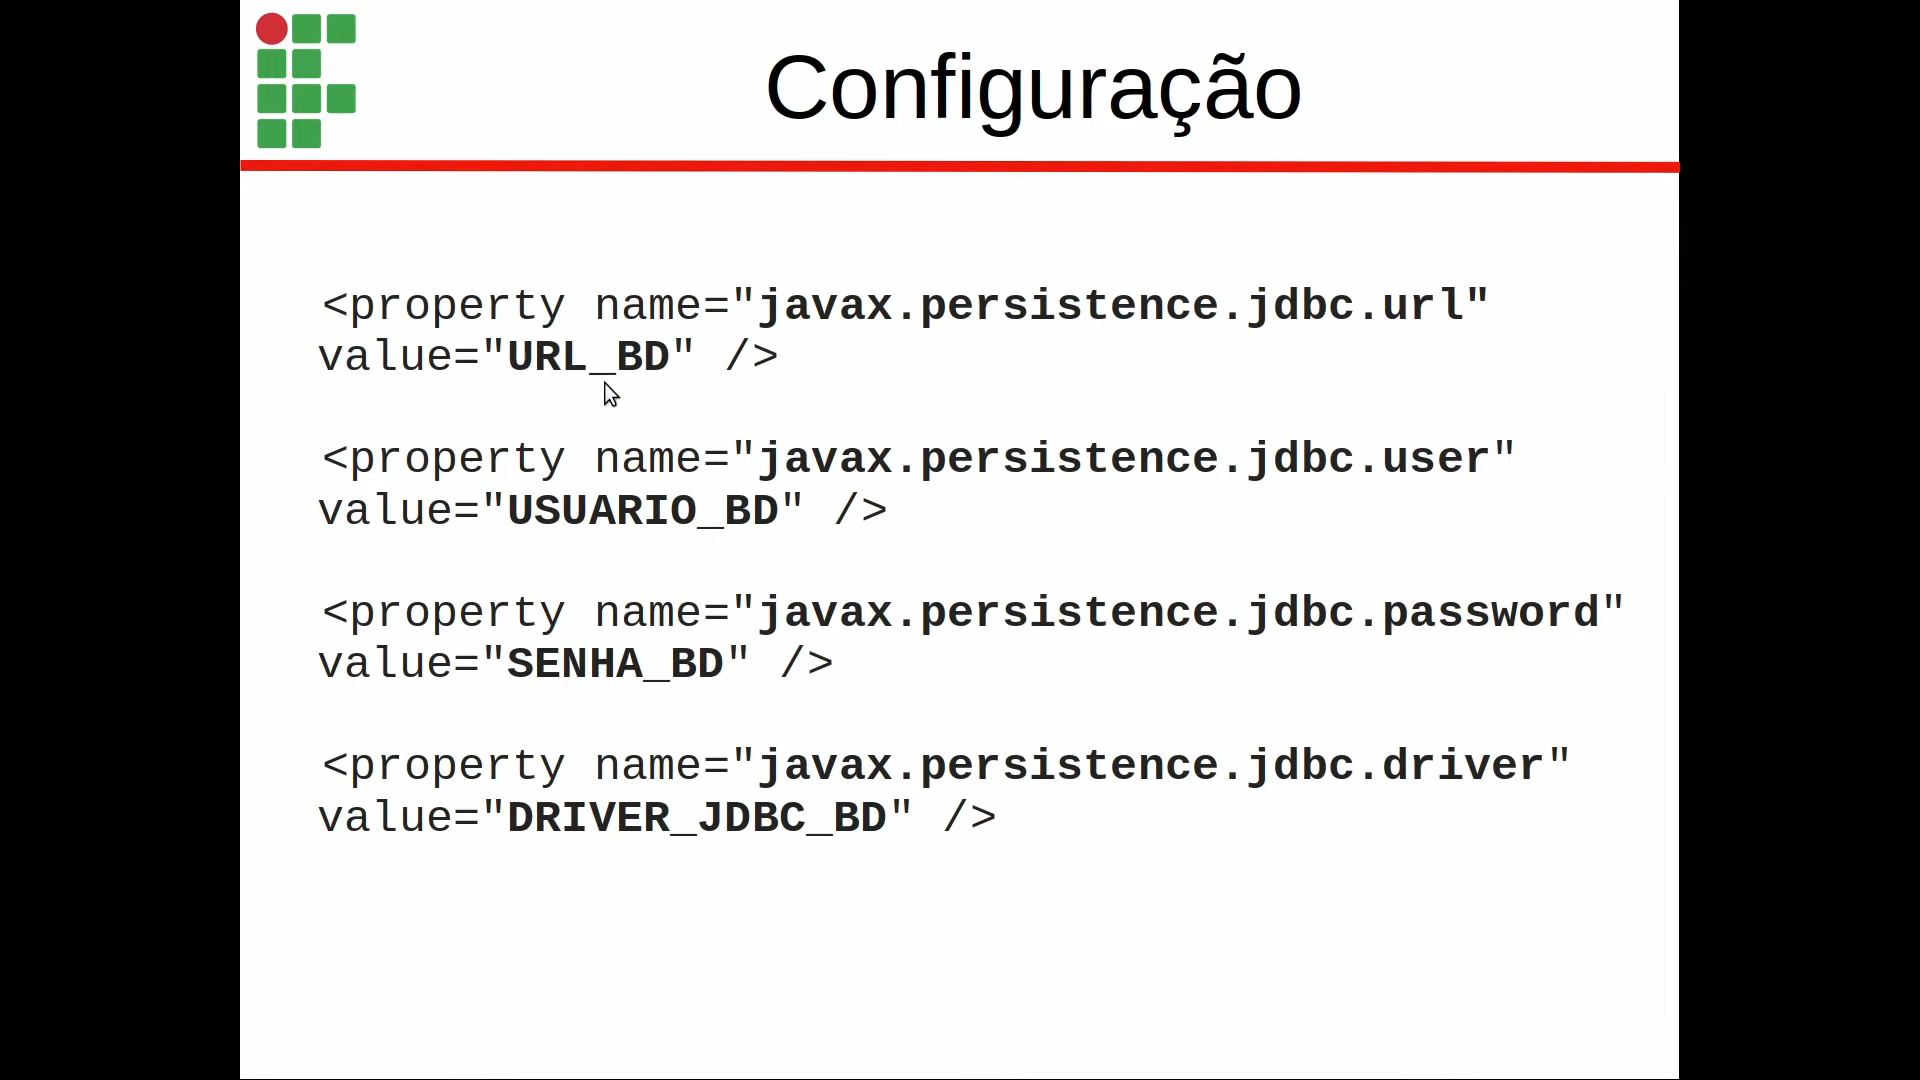 Configuração
<property name="javax.persistence.jdbc.url"
value="URL_BD" />
<property name="javax.persistence.jdbc.user"
value="USUARIO_BD" />
<property name="javax.persistence.jdbc.password"
value="SENHA_BD" />
<property name="javax.persistence.jdbc.driver"
value="DRIVER_JDBC_BD" />